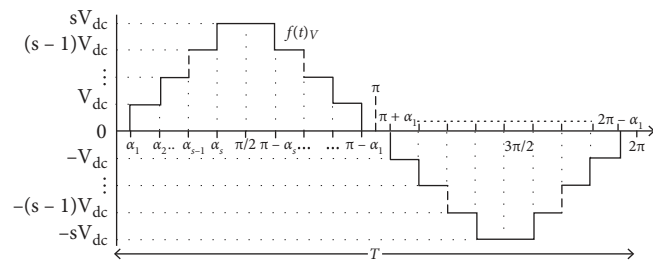 sV_dc
f(t)_V
(s – 1)V_dc
⋮
V_dc
π
π + α_1
2π – α_1
0
α_1 α_2.. α_{s–1} α_s π/2 π – α_s... ... π – α_1
3π/2
2π
–V_dc
⋮
–(s – 1)V_dc
–sV_dc
T